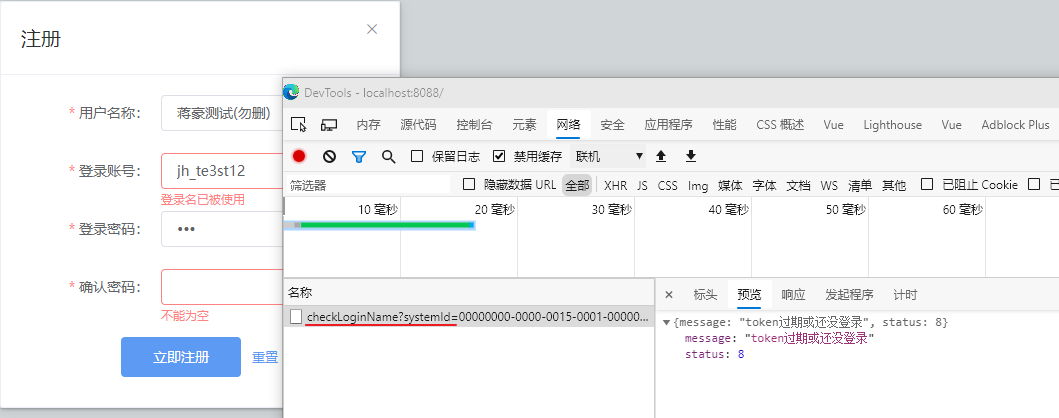 注册
* 用户名称： 蒋豪测试(勿删)
* 登录账号： jh_te3st12
登录名已被使用
* 登录密码： •••
* 确认密码：
不能为空
立即注册 重置
DevTools - localhost:8088/
内存 源代码 控制台 元素 网络 安全 应用程序 性能 CSS 概述 Vue Lighthouse Vue Adblock Plus
保留日志 禁用缓存 联机
筛选器 隐藏数据 URL 全部 XHR JS CSS Img 媒体 字体 文档 WS 清单 其他 已阻止 Cookie 已
10 毫秒 20 毫秒 30 毫秒 40 毫秒 50 毫秒 60 毫秒
名称
checkLoginName?systemId=00000000-0000-0015-0001-00000...
标头 预览 响应 发起程序 计时
{message: "token过期或还没登录", status: 8}
message: "token过期或还没登录"
status: 8